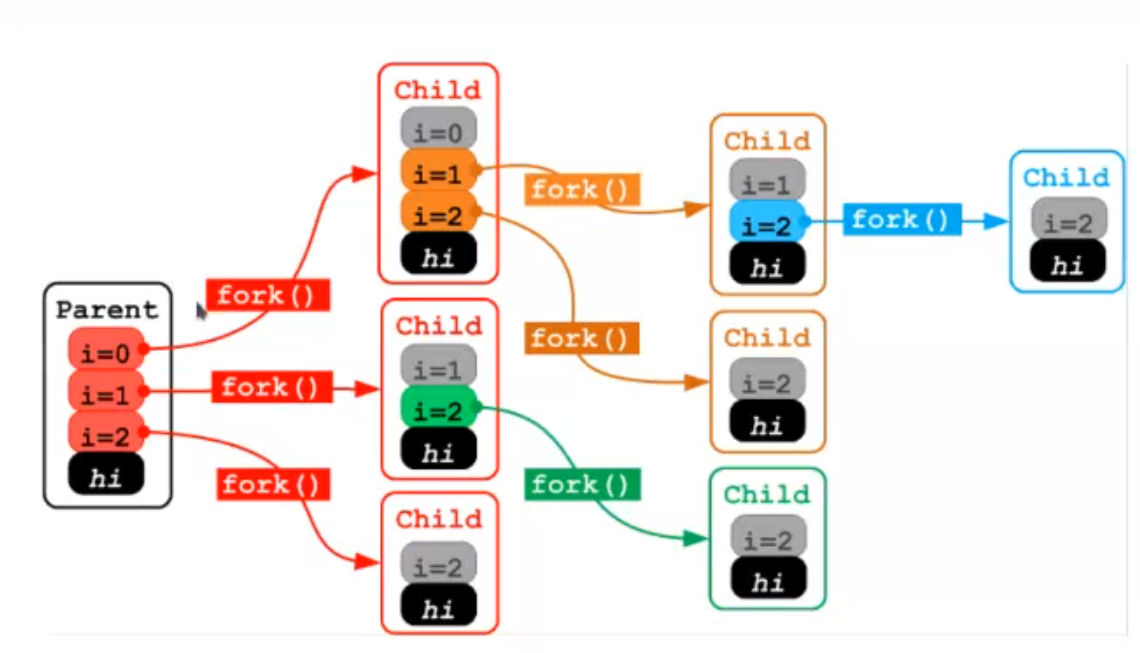 Parent
i=0
i=1
i=2
hi
fork()
fork()
fork()
Child
i=0
i=1
i=2
hi
Child
i=1
i=2
hi
Child
i=2
hi
fork()
fork()
fork()
Child
i=1
i=2
hi
Child
i=2
hi
Child
i=2
hi
fork()
Child
i=2
hi